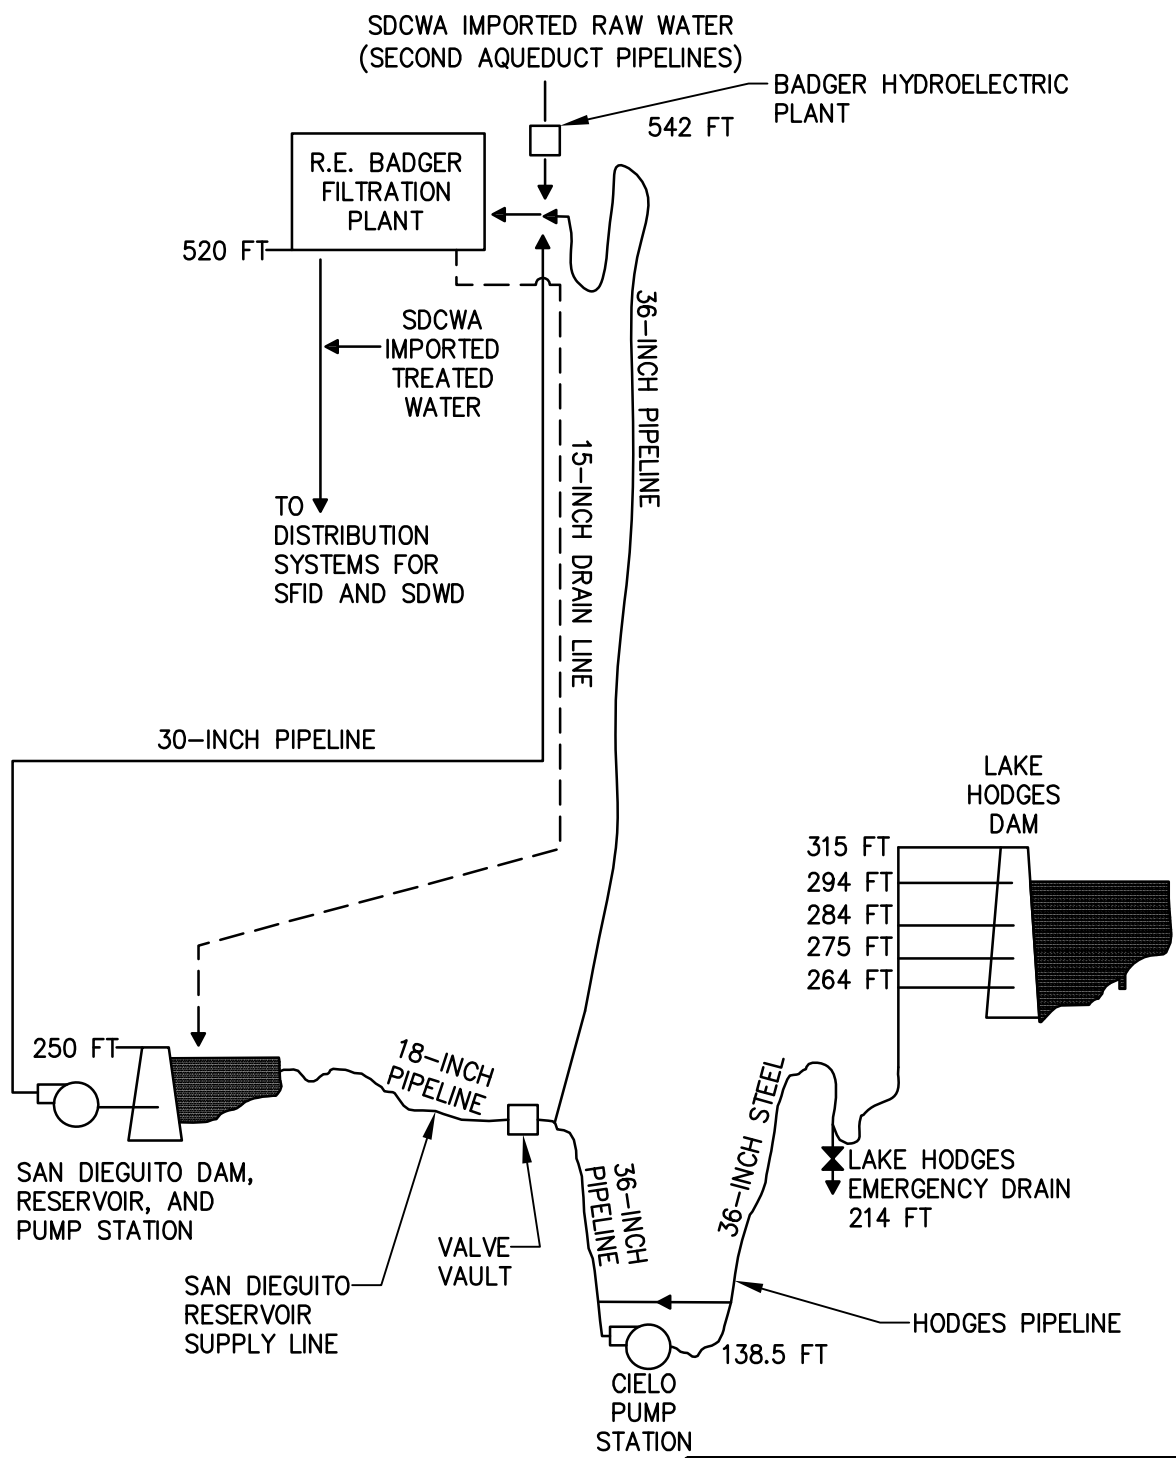 SDCWA IMPORTED RAW WATER
(SECOND AQUEDUCT PIPELINES)
BADGER HYDROELECTRIC
PLANT
542 FT
R.E. BADGER
FILTRATION
PLANT
520 FT
SDCWA
IMPORTED
TREATED
WATER
36-INCH PIPELINE
15-INCH DRAIN LINE
TO
DISTRIBUTION
SYSTEMS FOR
SFID AND SDWD
30-INCH PIPELINE
LAKE
HODGES
DAM
315 FT
294 FT
284 FT
275 FT
264 FT
250 FT
18-INCH
PIPELINE
36-INCH STEEL
SAN DIEGUITO DAM,
RESERVOIR, AND
PUMP STATION
36-INCH
PIPELINE
LAKE HODGES
EMERGENCY DRAIN
214 FT
VALVE
VAULT
SAN DIEGUITO
RESERVOIR
SUPPLY LINE
HODGES PIPELINE
138.5 FT
CIELO
PUMP
STATION